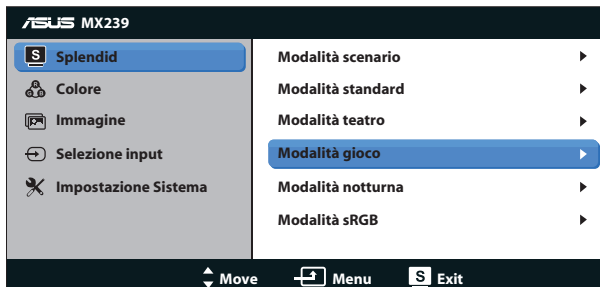 ASUS MX239
S Splendid
Colore
Immagine
Selezione input
Impostazione Sistema
Modalità scenario
Modalità standard
Modalità teatro
Modalità gioco
Modalità notturna
Modalità sRGB
Move Menu S Exit